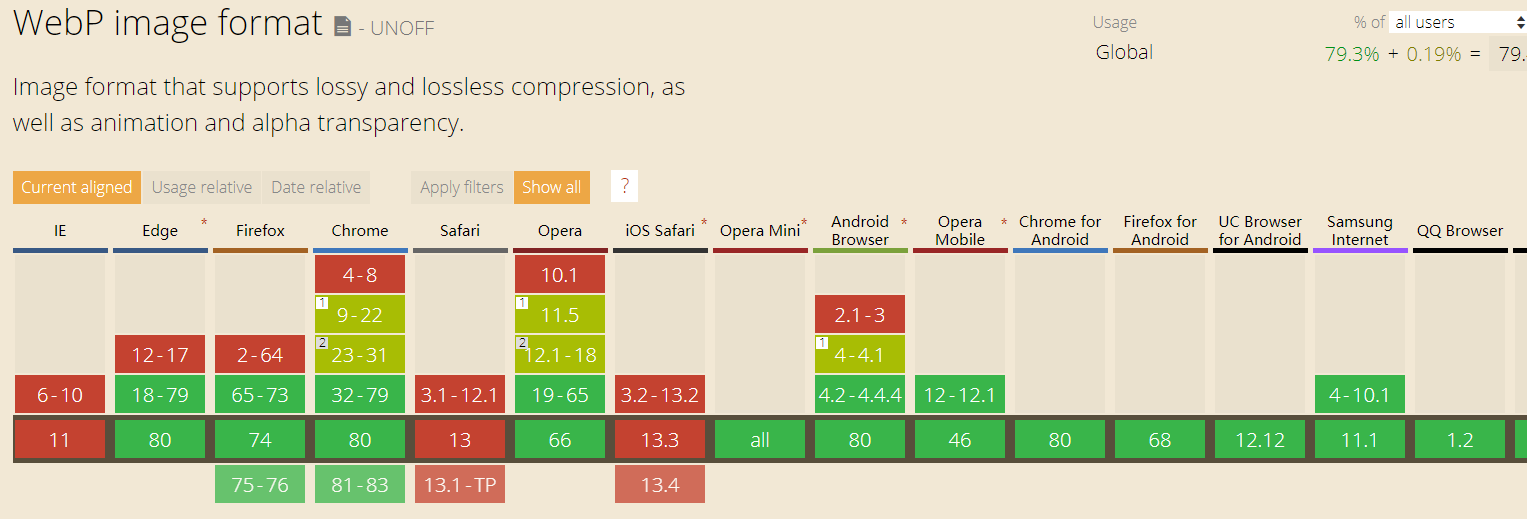 WebP image format - UNOFF
Usage % of all users
Global 79.3% + 0.19% = 79.
Image format that supports lossy and lossless compression, as
well as animation and alpha transparency.
Current aligned Usage relative Date relative Apply filters Show all ?
IE Edge * Firefox Chrome Safari Opera iOS Safari * Opera Mini * Android Browser * Opera Mobile * Chrome for Android Firefox for Android UC Browser for Android Samsung Internet QQ Browser
4-8 10.1
1 9-22 1 11.5 2.1-3
12-17 2-64 2 23-31 2 12.1-18 1 4-4.1
6-10 18-79 65-73 32-79 3.1-12.1 19-65 3.2-13.2 4.2-4.4.4 12-12.1 4-10.1
11 80 74 80 13 66 13.3 all 80 46 80 68 12.12 11.1 1.2
75-76 81-83 13.1-TP 13.4